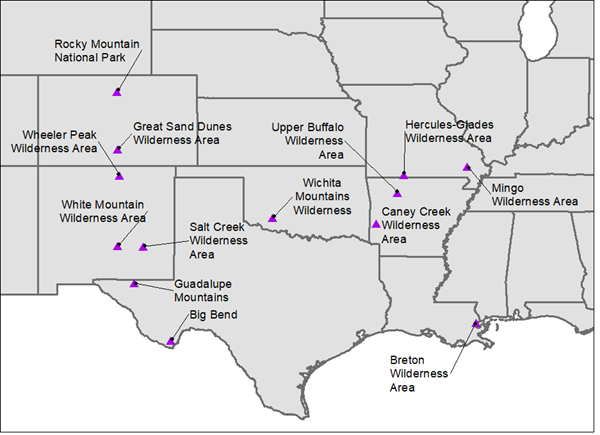 Rocky Mountain
National Park
Great Sand Dunes
Wilderness Area
Wheeler Peak
Wilderness Area
Upper Buffalo
Wilderness
Area
Hercules-Glades
Wilderness Area
Mingo
Wilderness Area
White Mountain
Wilderness Area
Salt Creek
Wilderness
Area
Wichita
Mountains
Wilderness
Caney Creek
Wilderness
Area
Guadalupe
Mountains
Big Bend
Breton
Wilderness
Area